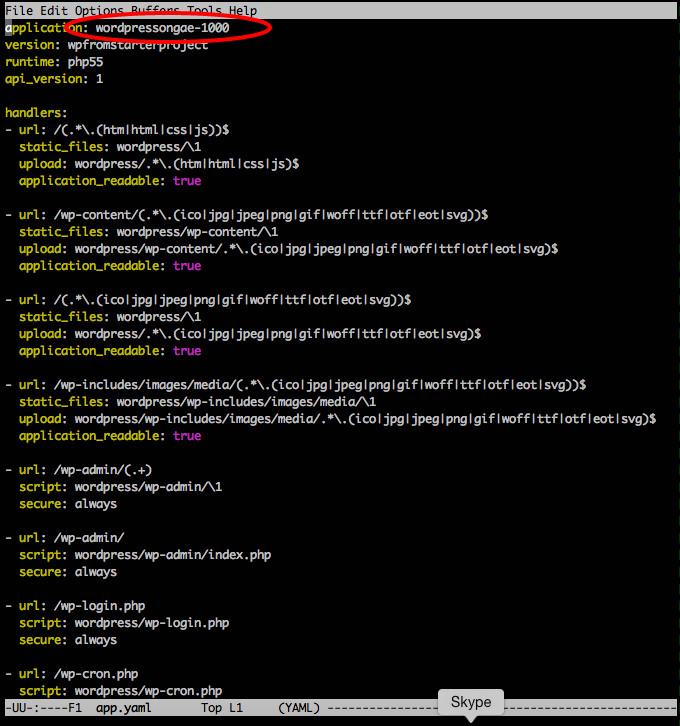 File Edit Options Buffers Tools Help
application: wordpressongae-1000
version: wpfromstarterproject
runtime: php55
api_version: 1
handlers:
- url: /(.*\.(htm|html|css|js))$
static_files: wordpress/\1
upload: wordpress/.*\.(htm|html|css|js)$
application_readable: true
- url: /wp-content/(.*\.(ico|jpg|jpeg|png|gif|woff|ttf|otf|eot|svg))$
static_files: wordpress/wp-content/\1
upload: wordpress/wp-content/.*\.(ico|jpg|jpeg|png|gif|woff|ttf|otf|eot|svg)$
application_readable: true
- url: /(.*\.(ico|jpg|jpeg|png|gif|woff|ttf|otf|eot|svg))$
static_files: wordpress/\1
upload: wordpress/.*\.(ico|jpg|jpeg|png|gif|woff|ttf|otf|eot|svg)$
application_readable: true
- url: /wp-includes/images/media/(.*\.(ico|jpg|jpeg|png|gif|woff|ttf|otf|eot|svg))$
static_files: wordpress/wp-includes/images/media/\1
upload: wordpress/wp-includes/images/media/.*\.(ico|jpg|jpeg|png|gif|woff|ttf|otf|eot|svg)$
application_readable: true
- url: /wp-admin/(.+)
script: wordpress/wp-admin/\1
secure: always
- url: /wp-admin/
script: wordpress/wp-admin/index.php
secure: always
- url: /wp-login.php
script: wordpress/wp-login.php
secure: always
- url: /wp-cron.php
script: wordpress/wp-cron.php
-UU-:----F1 app.yaml Top L1 (YAML) --------------------------------------------------
Skype